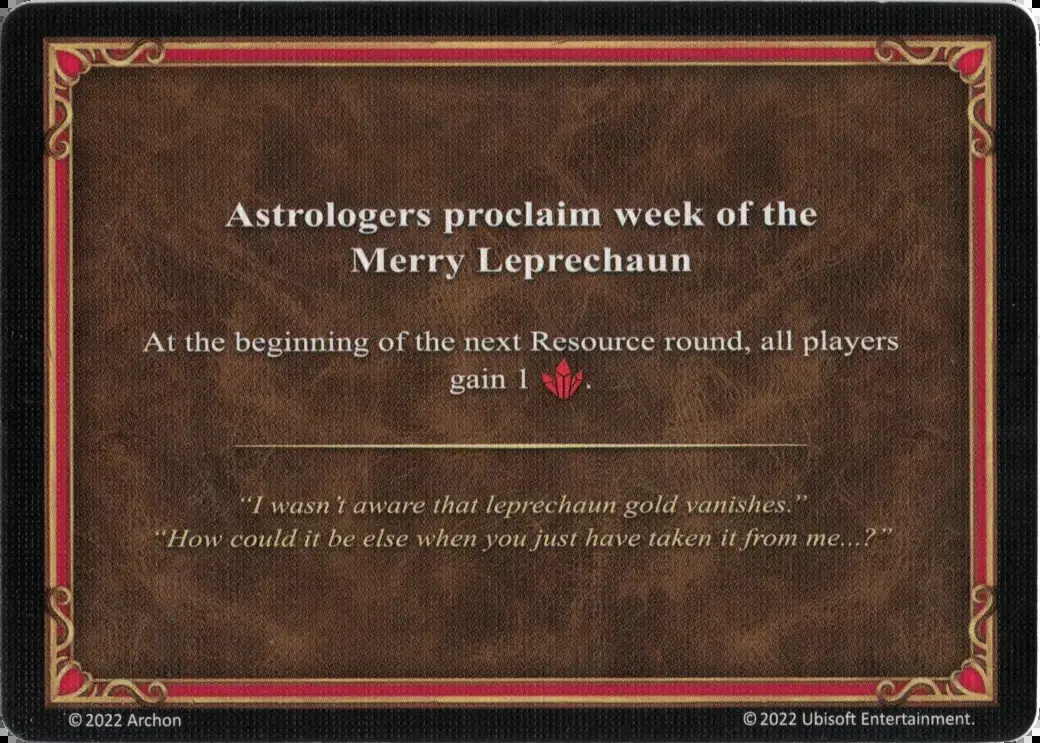 Astrologers proclaim week of the
Merry Leprechaun
At the beginning of the next Resource round, all players
gain 1 .
“I wasn’t aware that leprechaun gold vanishes.”
“How could it be else when you just have taken it from me...?”
© 2022 Archon
© 2022 Ubisoft Entertainment.